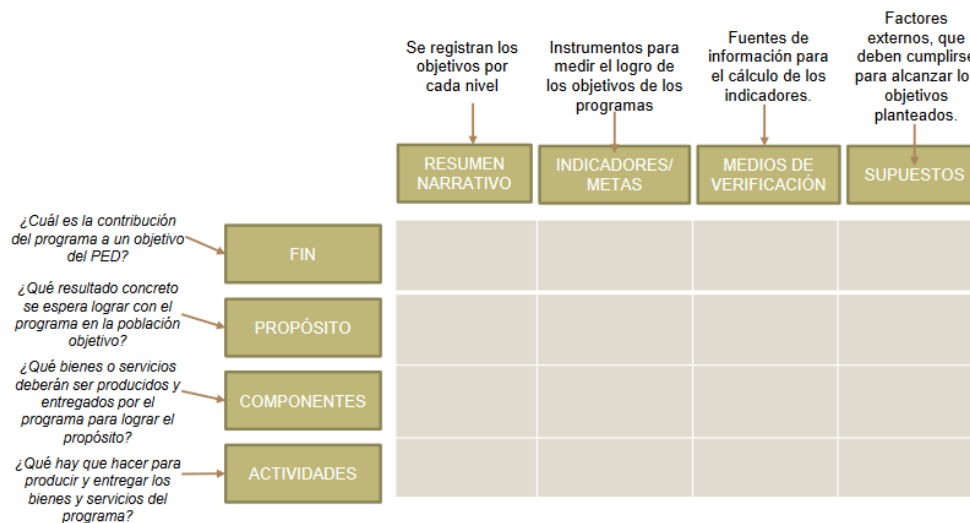 Se registran los
objetivos por
cada nivel
Instrumentos para
medir el logro de
los objetivos de los
programas
Fuentes de
información para
el cálculo de los
indicadores.
Factores
externos, que
deben cumplirse
para alcanzar lo
objetivos
planteados.
RESUMEN
NARRATIVO
INDICADORES/
METAS
MEDIOS DE
VERIFICACIÓN
SUPUESTOS
¿Cuál es la contribución
del programa a un objetivo
del PED?
FIN
¿Qué resultado concreto
se espera lograr con el
programa en la población
objetivo?
PROPÓSITO
¿Qué bienes o servicios
deberán ser producidos y
entregados por el
programa para lograr el
propósito?
COMPONENTES
¿Qué hay que hacer para
producir y entregar los
bienes y servicios del
programa?
ACTIVIDADES